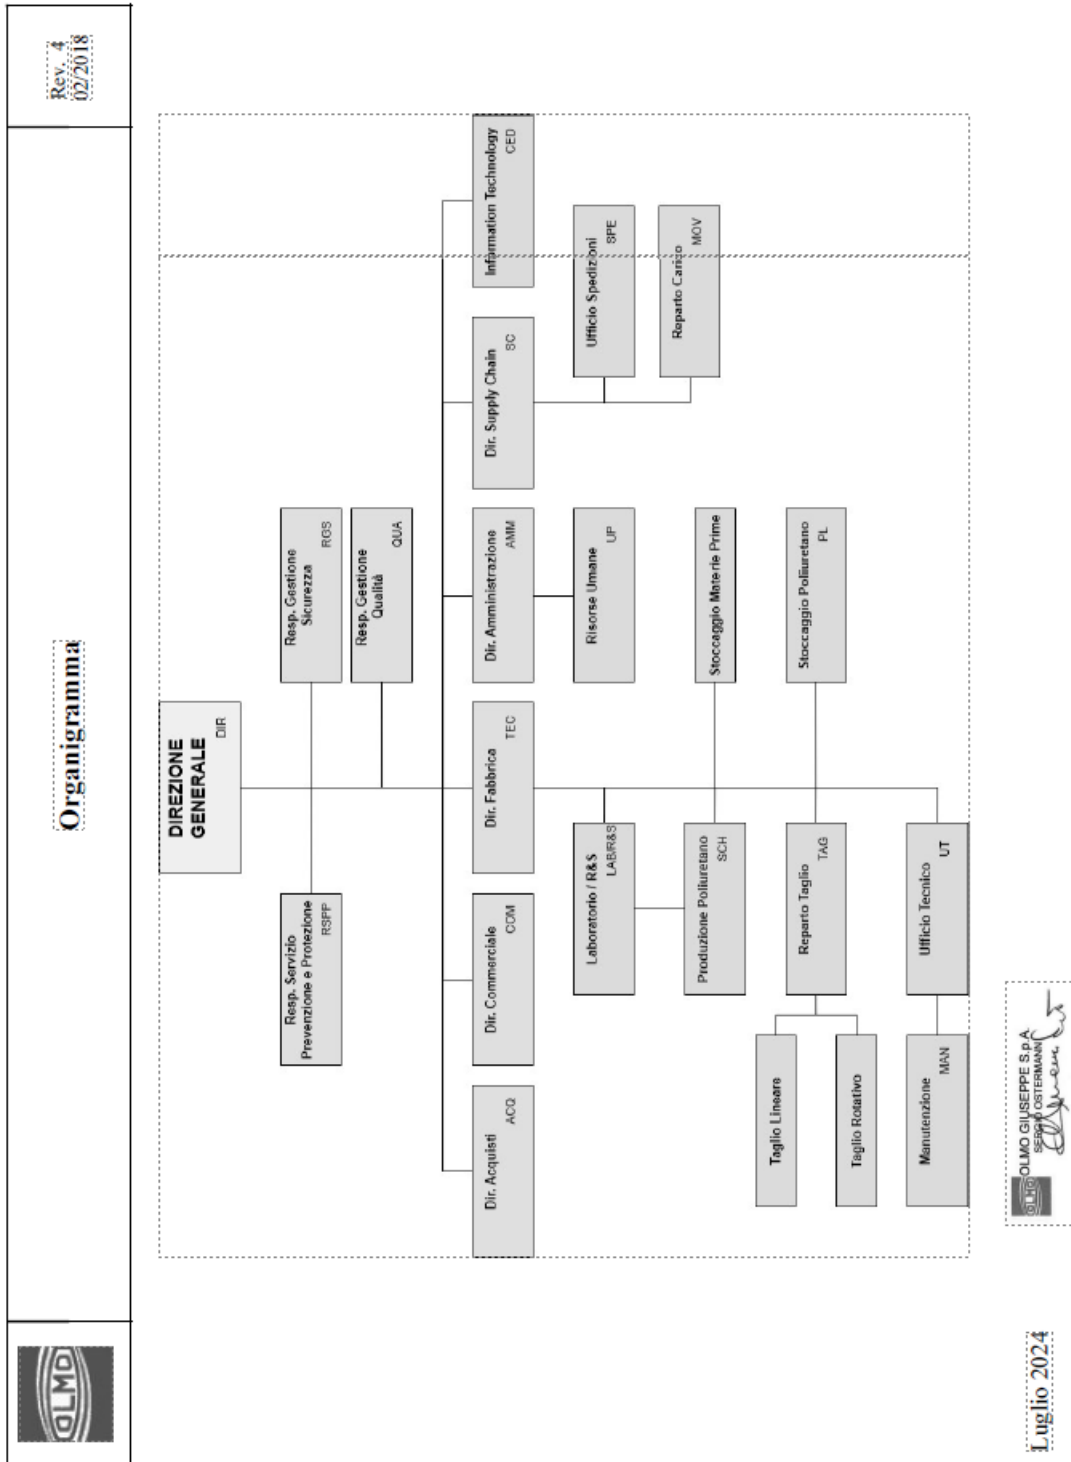 OLMO
Organigramma
Rev. 4
02/2018
DIREZIONE
GENERALE
DIR
Resp. Servizio
Prevenzione e Protezione
RSPP
Resp. Gestione
Sicurezza
RGS
Resp. Gestione
Qualità
QUA
Dir. Acquisti
ACQ
Dir. Commerciale
COM
Dir. Fabbrica
TEC
Dir. Amministrazione
AMM
Dir. Supply Chain
SC
Information Technology
CED
Laboratorio / R&S
LAB/R&S
Risorse Umane
UP
Ufficio Spedizioni
SPE
Produzione Poliuretano
SCH
Stoccaggio Materie Prime
Reparto Carico
MOV
Taglio Lineare
Taglio Rotativo
Reparto Taglio
TAG
Stoccaggio Poliuretano
PL
Manutenzione
MAN
Ufficio Tecnico
UT
Luglio 2024
OLMO
OLMO GIUSEPPE S.p.A.
SERGIO OSTERMANN